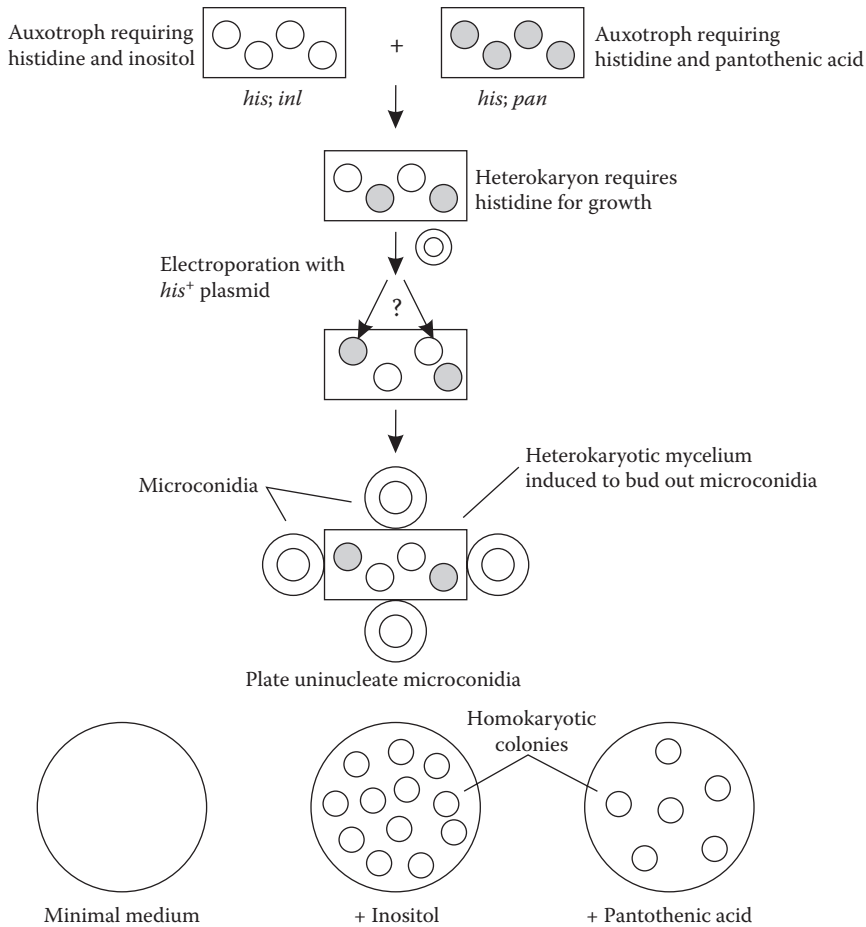 Auxotroph requiring
histidine and inositol
+
Auxotroph requiring
histidine and pantothenic acid
his; inl
his; pan
Heterokaryon requires
histidine for growth
Electroporation with
his⁺ plasmid
?
Microconidia
Heterokaryotic mycelium
induced to bud out microconidia
Plate uninucleate microconidia
Homokaryotic
colonies
Minimal medium
+ Inositol
+ Pantothenic acid